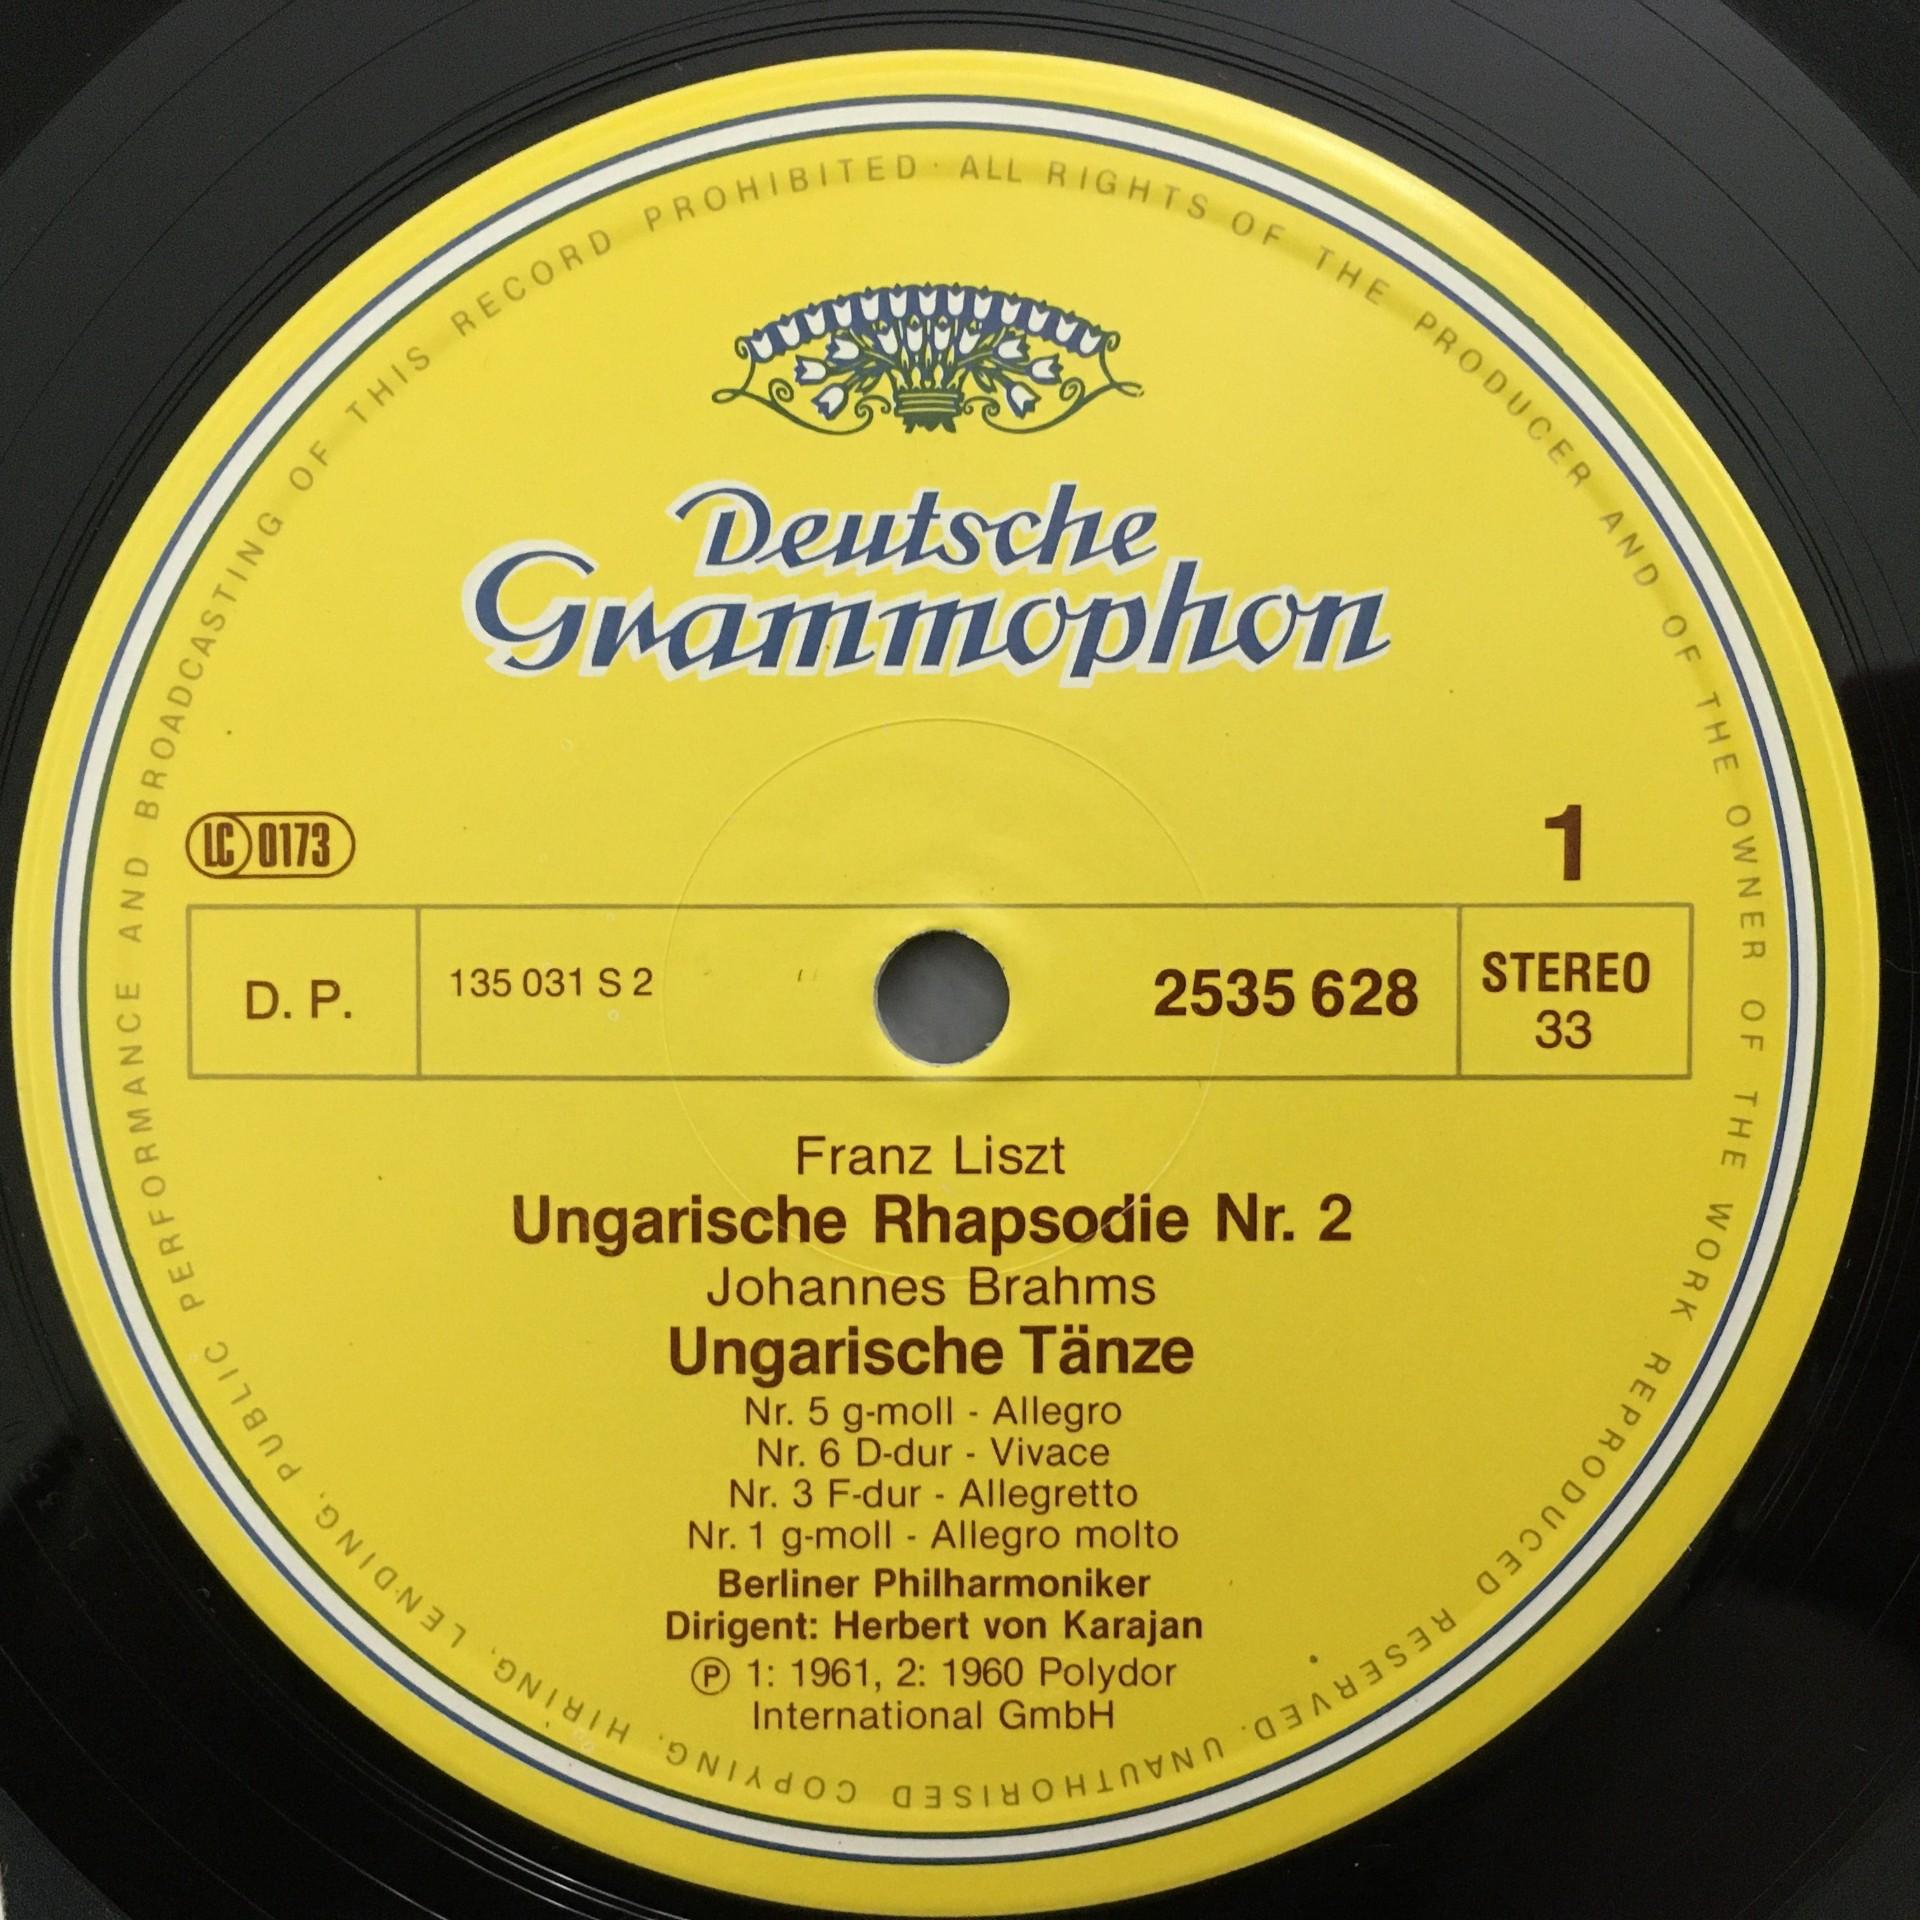 ALL RIGHTS OF THE PRODUCER AND OF THE OWNER OF THE WORK REPRODUCED RESERVED. UNAUTHORISED COPYING, HIRING, LENDING, PUBLIC PERFORMANCE AND BROADCASTING OF THIS RECORD PROHIBITED ·
Deutsche
Grammophon
LC 0173
1
D. P.
135 031 S 2
2535 628
STEREO
33
Franz Liszt
Ungarische Rhapsodie Nr. 2
Johannes Brahms
Ungarische Tänze
Nr. 5 g-moll - Allegro
Nr. 6 D-dur - Vivace
Nr. 3 F-dur - Allegretto
Nr. 1 g-moll - Allegro molto
Berliner Philharmoniker
Dirigent: Herbert von Karajan
Ⓟ 1: 1961, 2: 1960 Polydor
International GmbH